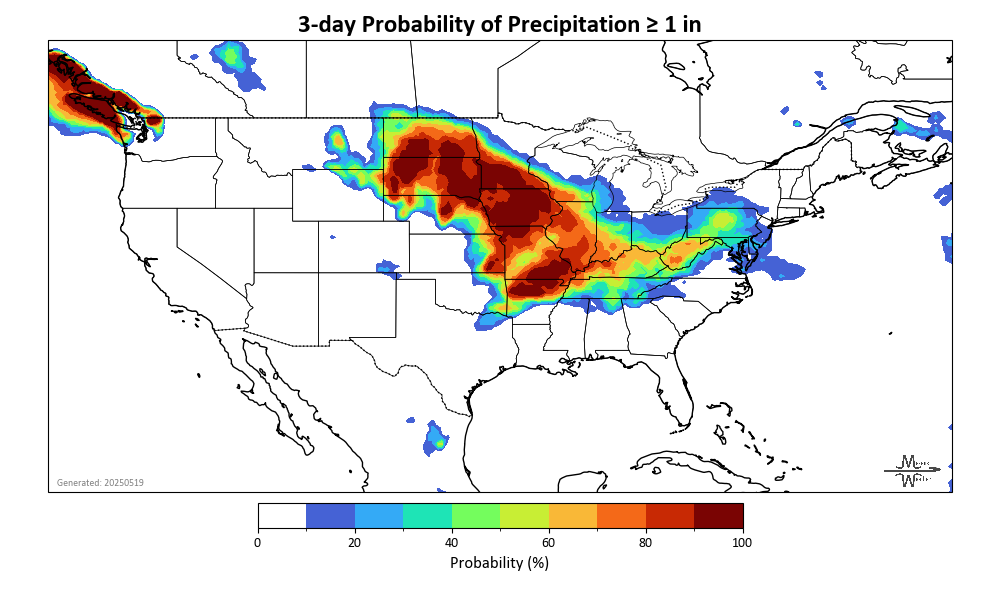 3-day Probability of Precipitation ≥ 1 in
Generated: 20250519
0 20 40 60 80 100
Probability (%)